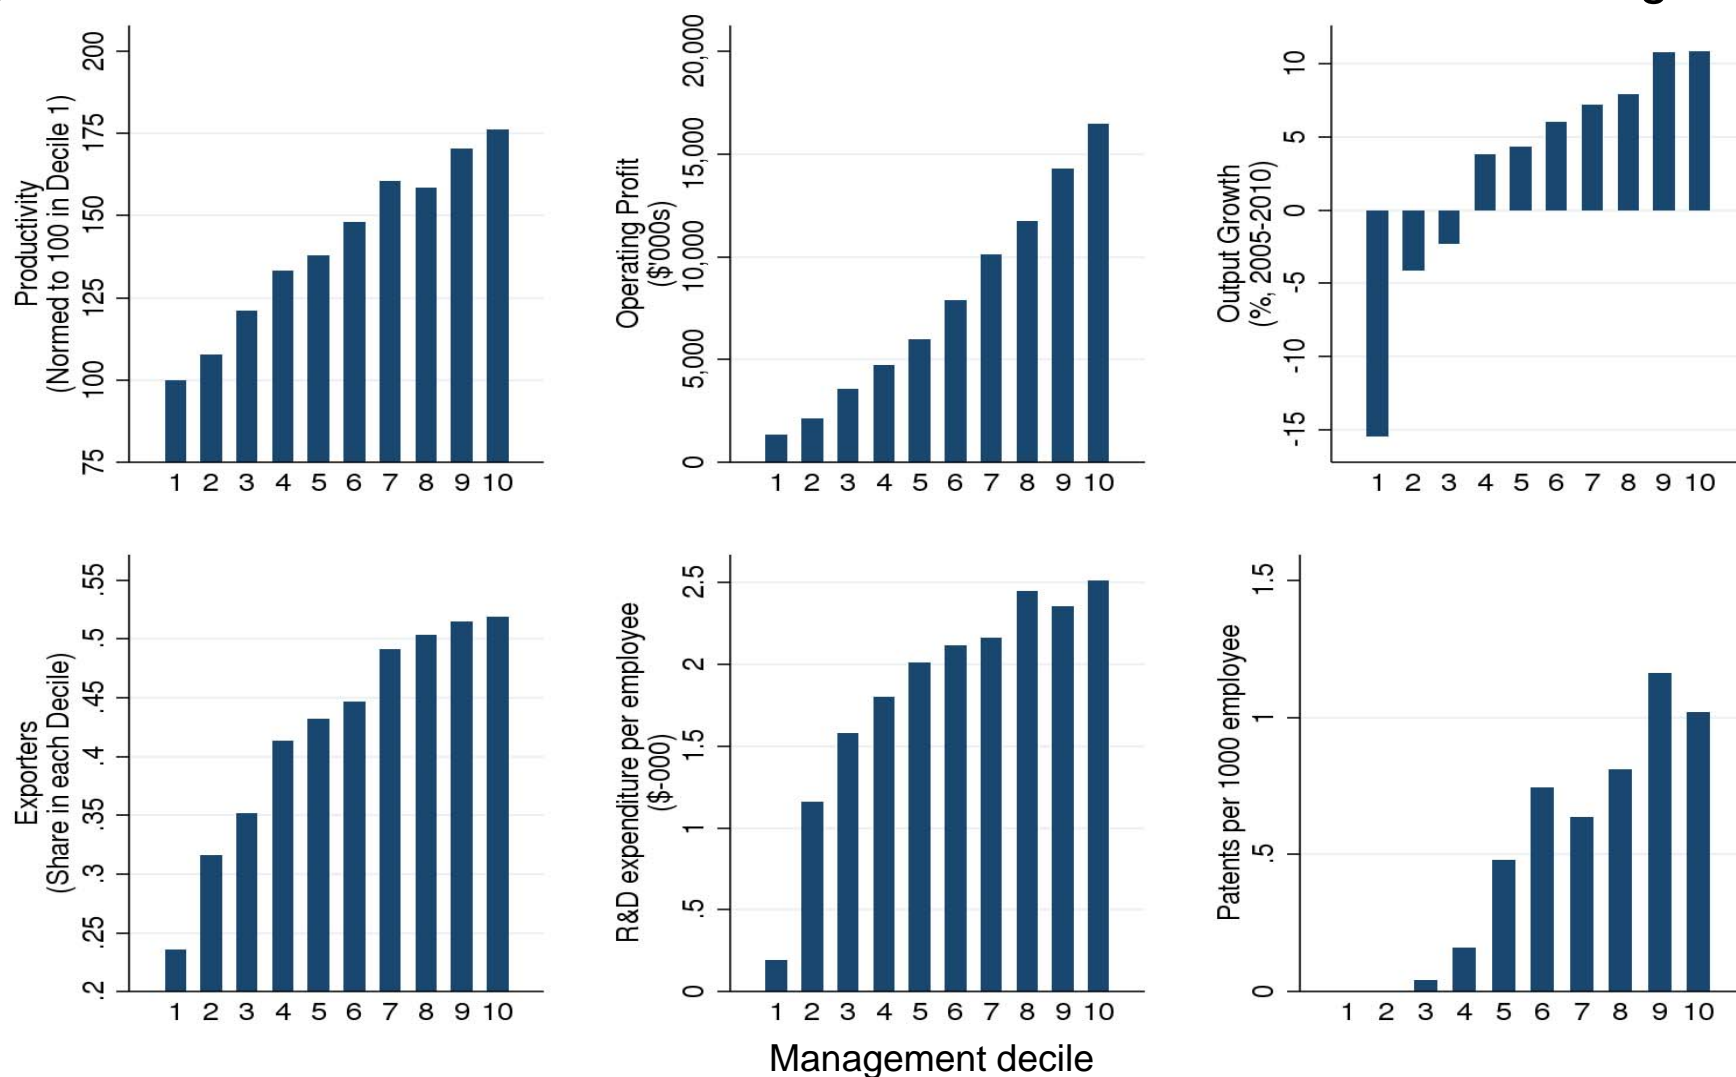 g
Productivity
(Normed to 100 in Decile 1)
200
175
150
125
100
75
1 2 3 4 5 6 7 8 9 10
Operating Profit
($'000s)
20,000
15,000
10,000
5,000
0
1 2 3 4 5 6 7 8 9 10
Output Growth
(%, 2005-2010)
10
5
0
-5
-10
-15
1 2 3 4 5 6 7 8 9 10
Exporters
(Share in each Decile)
.55
.5
.45
.4
.35
.3
.25
.2
1 2 3 4 5 6 7 8 9 10
R&D expenditure per employee
($-000)
2.5
2
1.5
1
.5
0
1 2 3 4 5 6 7 8 9 10
Patents per 1000 employee
1.5
1
.5
0
1 2 3 4 5 6 7 8 9 10
Management decile